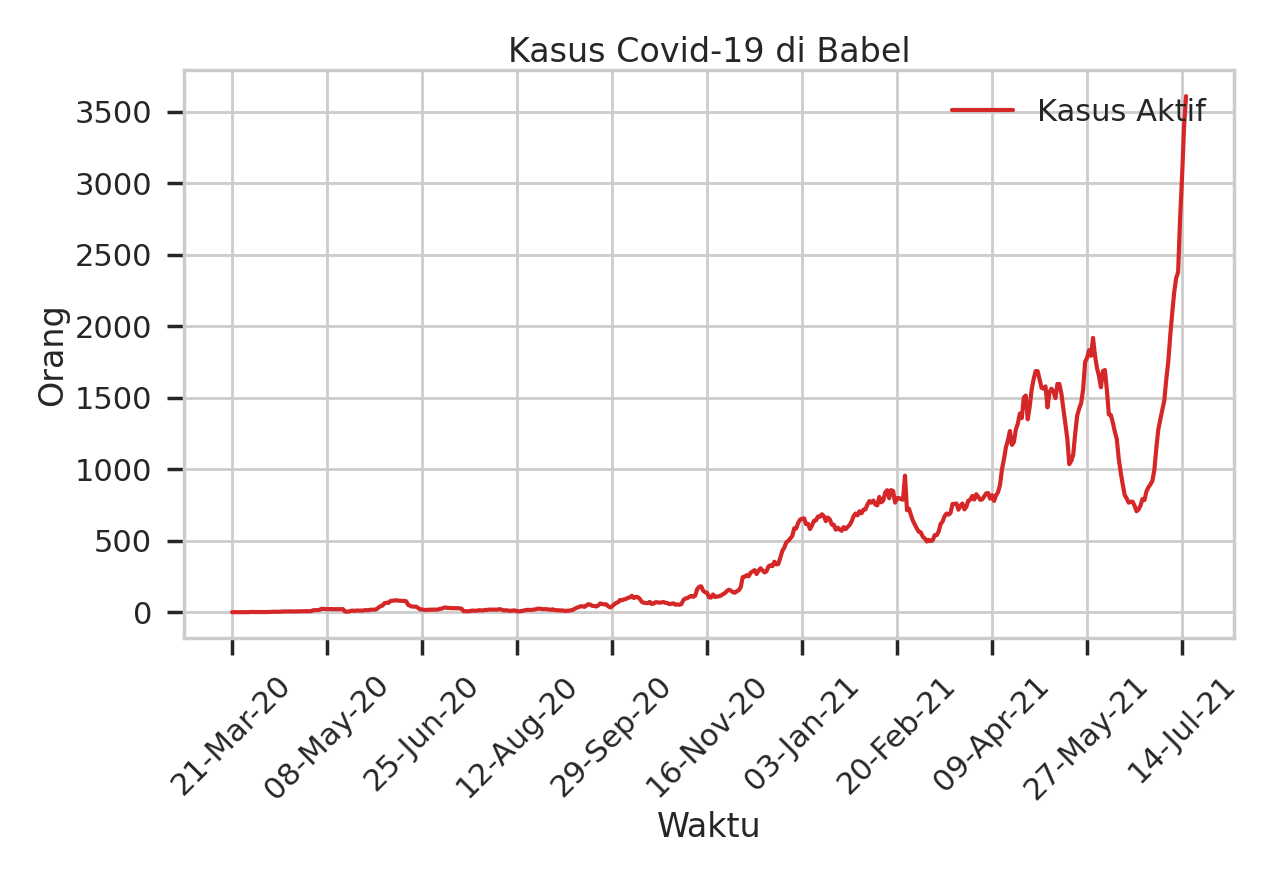 Kasus Covid-19 di Babel
Kasus Aktif
3500
3000
2500
2000
1500
1000
500
0
Orang
21-Mar-20
08-May-20
25-Jun-20
12-Aug-20
29-Sep-20
16-Nov-20
03-Jan-21
20-Feb-21
09-Apr-21
27-May-21
14-Jul-21
Waktu